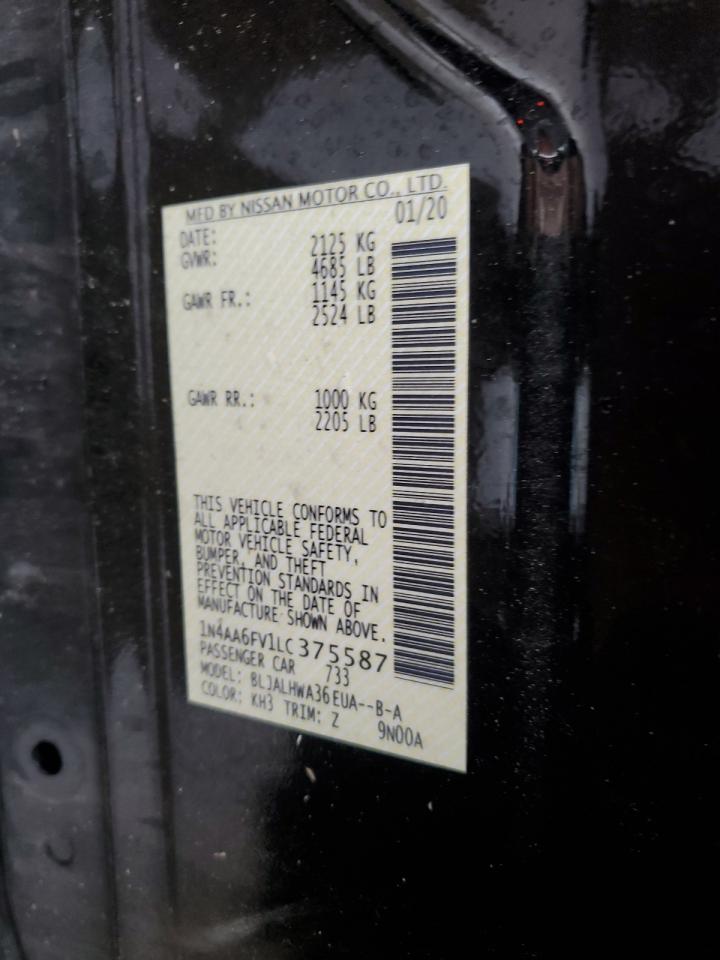 MFD BY NISSAN MOTOR CO., LTD.
DATE: 01/20
GVWR: 2125 KG
4685 LB
GAWR FR.: 1145 KG
2524 LB
GAWR RR.: 1000 KG
2205 LB
THIS VEHICLE CONFORMS TO
ALL APPLICABLE FEDERAL
MOTOR VEHICLE SAFETY,
BUMPER, AND THEFT
PREVENTION STANDARDS IN
EFFECT ON THE DATE OF
MANUFACTURE SHOWN ABOVE.
1N4AA6FV1LC375587
PASSENGER CAR 733
MODEL: BLJALHWA36EUA--B-A
COLOR: KH3 TRIM: Z 9N00A